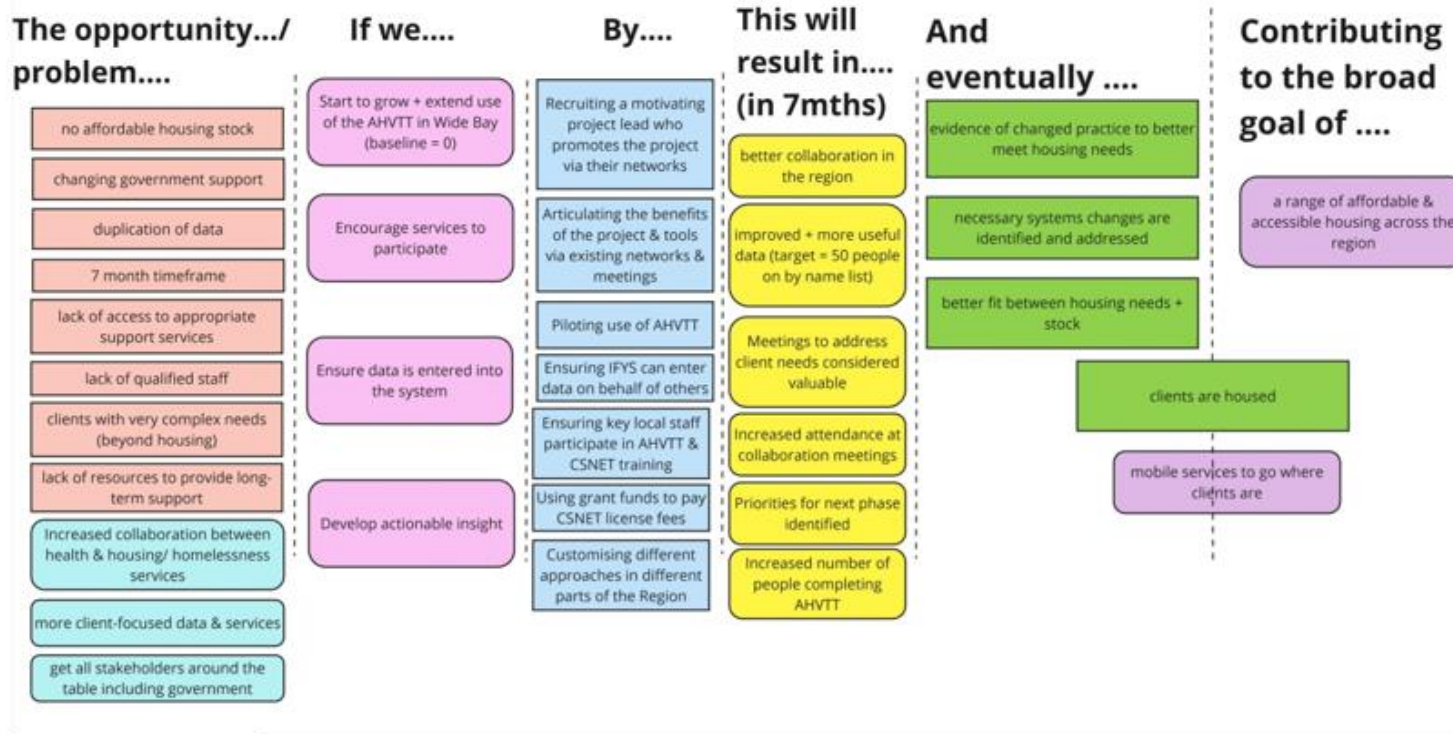 The opportunity.../
problem....
no affordable housing stock
changing government support
duplication of data
7 month timeframe
lack of access to appropriate
support services
lack of qualified staff
clients with very complex needs
(beyond housing)
lack of resources to provide long-
term support
Increased collaboration between
health & housing/ homelessness
services
more client-focused data & services
get all stakeholders around the
table including government
If we....
Start to grow + extend use
of the AHVTT in Wide Bay
(baseline = 0)
Encourage services to
participate
Ensure data is entered into
the system
Develop actionable insight
By....
Recruiting a motivating
project lead who
promotes the project
via their networks
Articulating the benefits
of the project & tools
via existing networks &
meetings
Piloting use of AHVTT
Ensuring IFYS can enter
data on behalf of others
Ensuring key local staff
participate in AHVTT &
CSNET training
Using grant funds to pay
CSNET license fees
Customising different
approaches in different
parts of the Region
This will
result in....
(in 7mths)
better collaboration in
the region
improved + more useful
data (target = 50 people
on by name list)
Meetings to address
client needs considered
valuable
Increased attendance at
collaboration meetings
Priorities for next phase
identified
Increased number of
people completing
AHVTT
And
eventually ....
evidence of changed practice to better
meet housing needs
necessary systems changes are
identified and addressed
better fit between housing needs +
stock
clients are housed
mobile services to go where
clients are
Contributing
to the broad
goal of ....
a range of affordable &
accessible housing across the
region